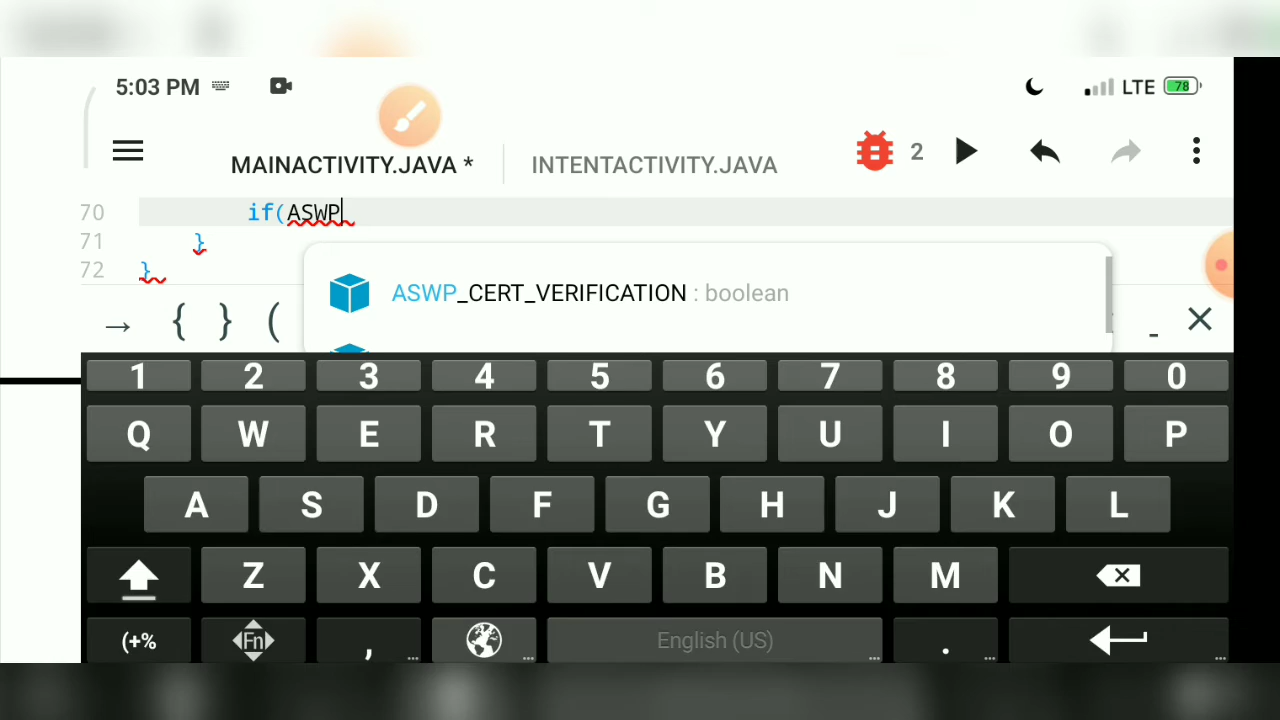 5:03 PM LTE 78
MAINACTIVITY.JAVA * INTENTACTIVITY.JAVA 2
70 if(ASWP
71 }
72 }
ASWP_CERT_VERIFICATION : boolean
→ { } ( _
1 2 3 4 5 6 7 8 9 0
Q W E R T Y U I O P
A S D F G H J K L
Z X C V B N M
(+% Fn , ... ... English (US) ... . ... ...